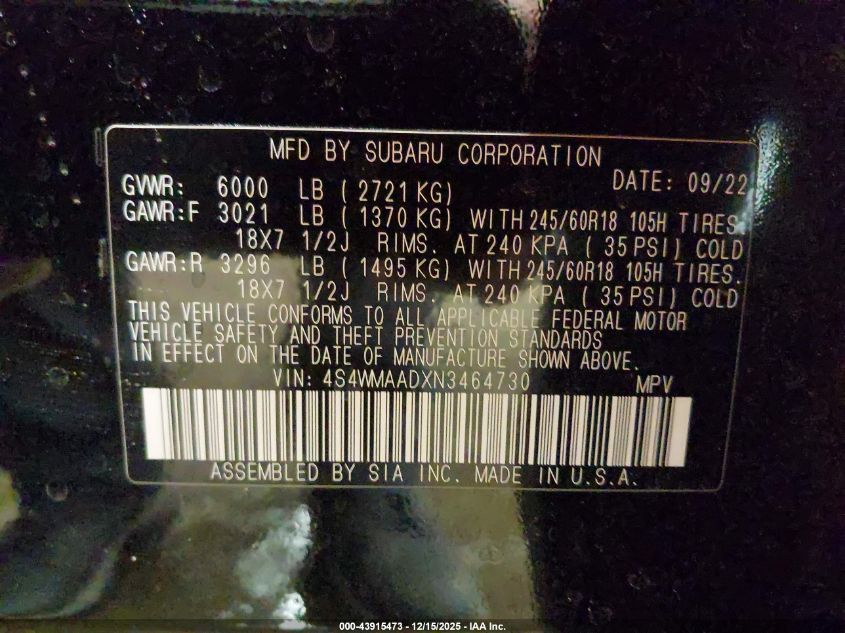 MFD BY SUBARU CORPORATION
DATE: 09/22
GVWR: 6000 LB ( 2721 KG)
GAWR:F 3021 LB ( 1370 KG) WITH 245/60R18 105H TIRES.
18X7 1/2J RIMS. AT 240 KPA ( 35 PSI) COLD
GAWR:R 3296 LB ( 1495 KG) WITH 245/60R18 105H TIRES.
18X7 1/2J RIMS. AT 240 KPA ( 35 PSI) COLD
THIS VEHICLE CONFORMS TO ALL APPLICABLE FEDERAL MOTOR
VEHICLE SAFETY AND THEFT PREVENTION STANDARDS
IN EFFECT ON THE DATE OF MANUFACTURE SHOWN ABOVE.
VIN: 4S4WMAADXN3464730 MPV
ASSEMBLED BY SIA INC. MADE IN U.S.A.
000-43915473 - 12/15/2025 - IAA Inc.